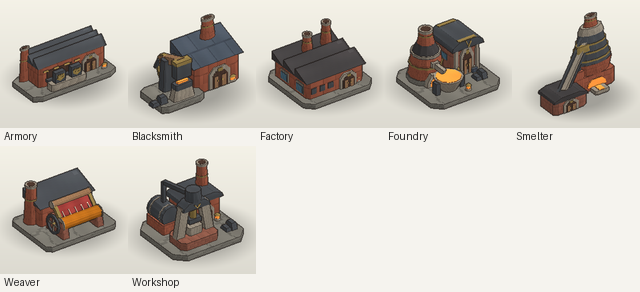 Armory
Blacksmith
Factory
Foundry
Smelter
Weaver
Workshop